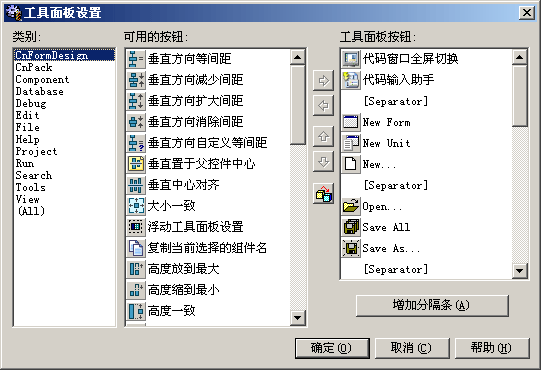 工具面板设置
类别:
CnFormDesign
CnPack
Component
Database
Debug
Edit
File
Help
Project
Run
Search
Tools
View
(All)
可用的按钮:
垂直方向等间距
垂直方向减少间距
垂直方向扩大间距
垂直方向消除间距
垂直方向自定义等间距
垂直置于父控件中心
垂直中心对齐
大小一致
浮动工具面板设置
复制当前选择的组件名
高度放到最大
高度缩到最小
高度一致
工具面板按钮:
代码窗口全屏切换
代码输入助手
[Separator]
New Form
New Unit
New...
[Separator]
Open...
Save All
Save As...
[Separator]
增加分隔条(A)
确定(O)
取消(C)
帮助(H)